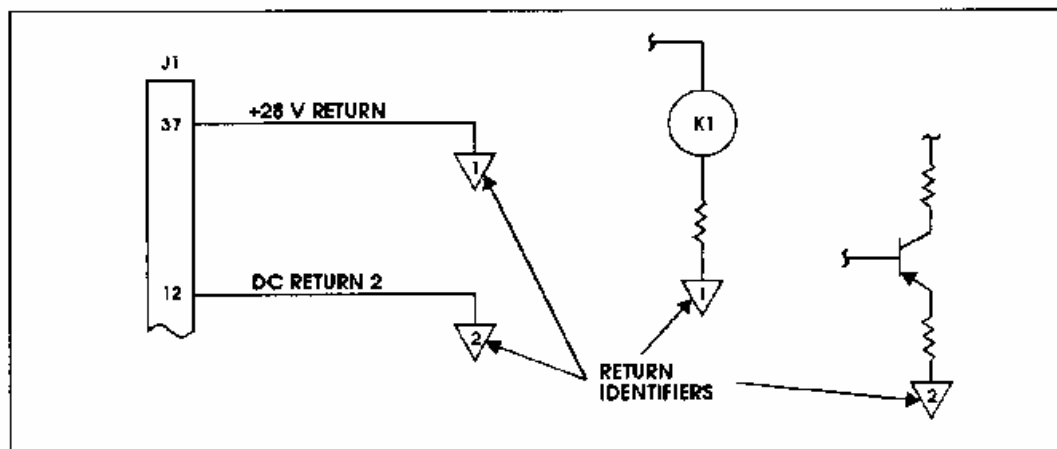 J1
37
+28 V RETURN
1
12
DC RETURN 2
2
K1
1
2
RETURN
IDENTIFIERS